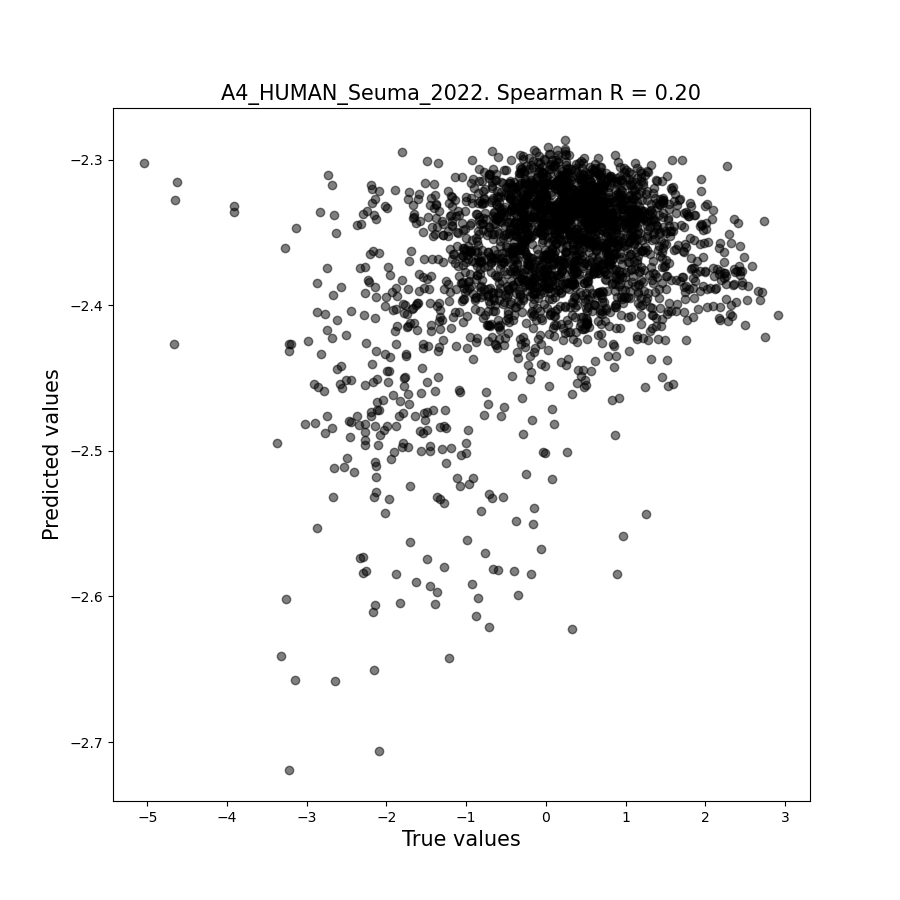 A4_HUMAN_Seuma_2022. Spearman R = 0.20
−2.3
−2.4
−2.5
−2.6
−2.7
Predicted values
−5 −4 −3 −2 −1 0 1 2 3
True values